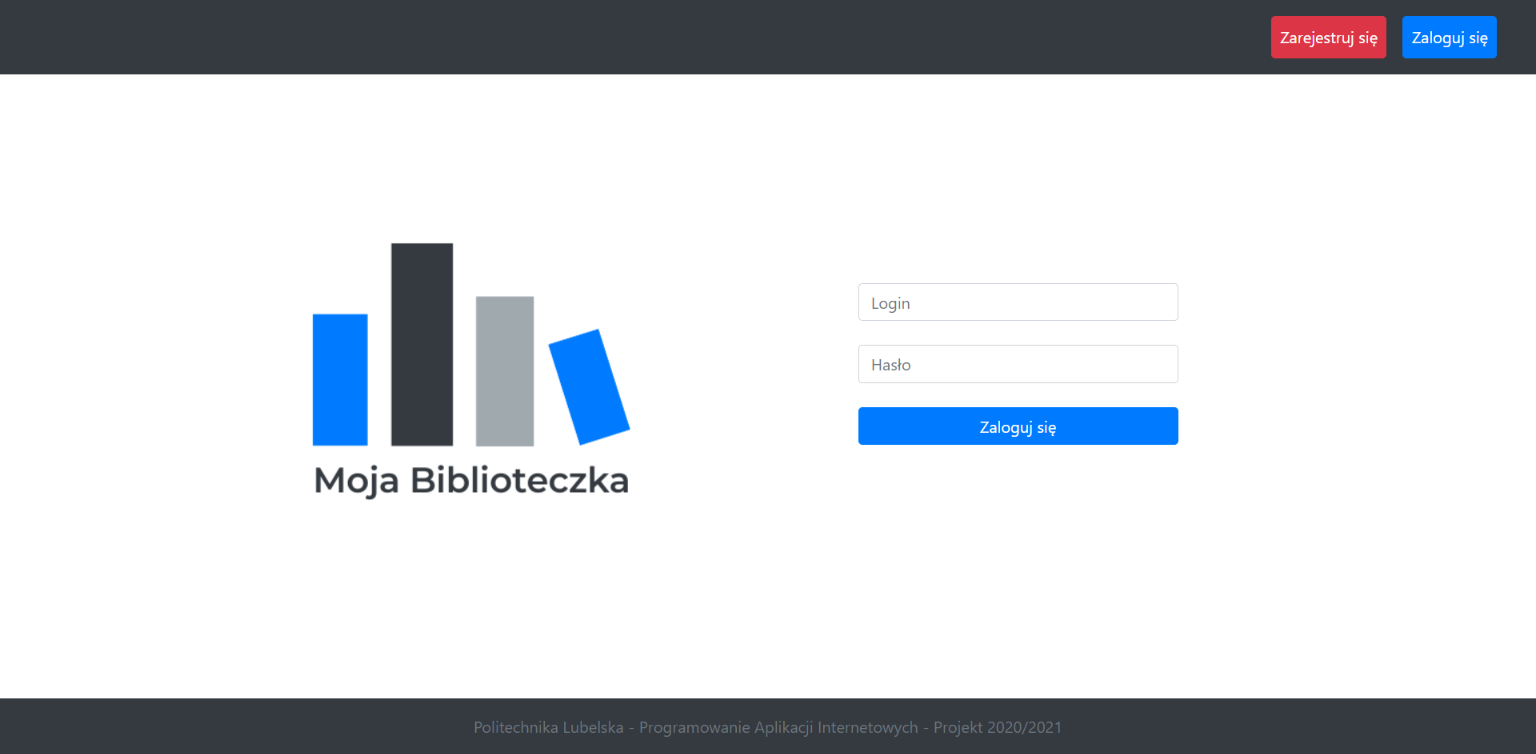 Zarejestruj się
Zaloguj się
Moja Biblioteczka
Login
Hasło
Zaloguj się
Politechnika Lubelska - Programowanie Aplikacji Internetowych - Projekt 2020/2021